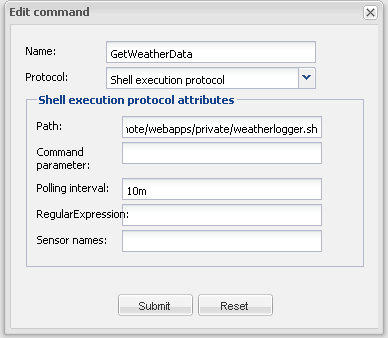 Edit command
Name: GetWeatherData
Protocol: Shell execution protocol
Shell execution protocol attributes
Path: note/webapps/private/weatherlogger.sh
Command
parameter:
Polling interval: 10m
RegularExpression:
Sensor names:
Submit Reset